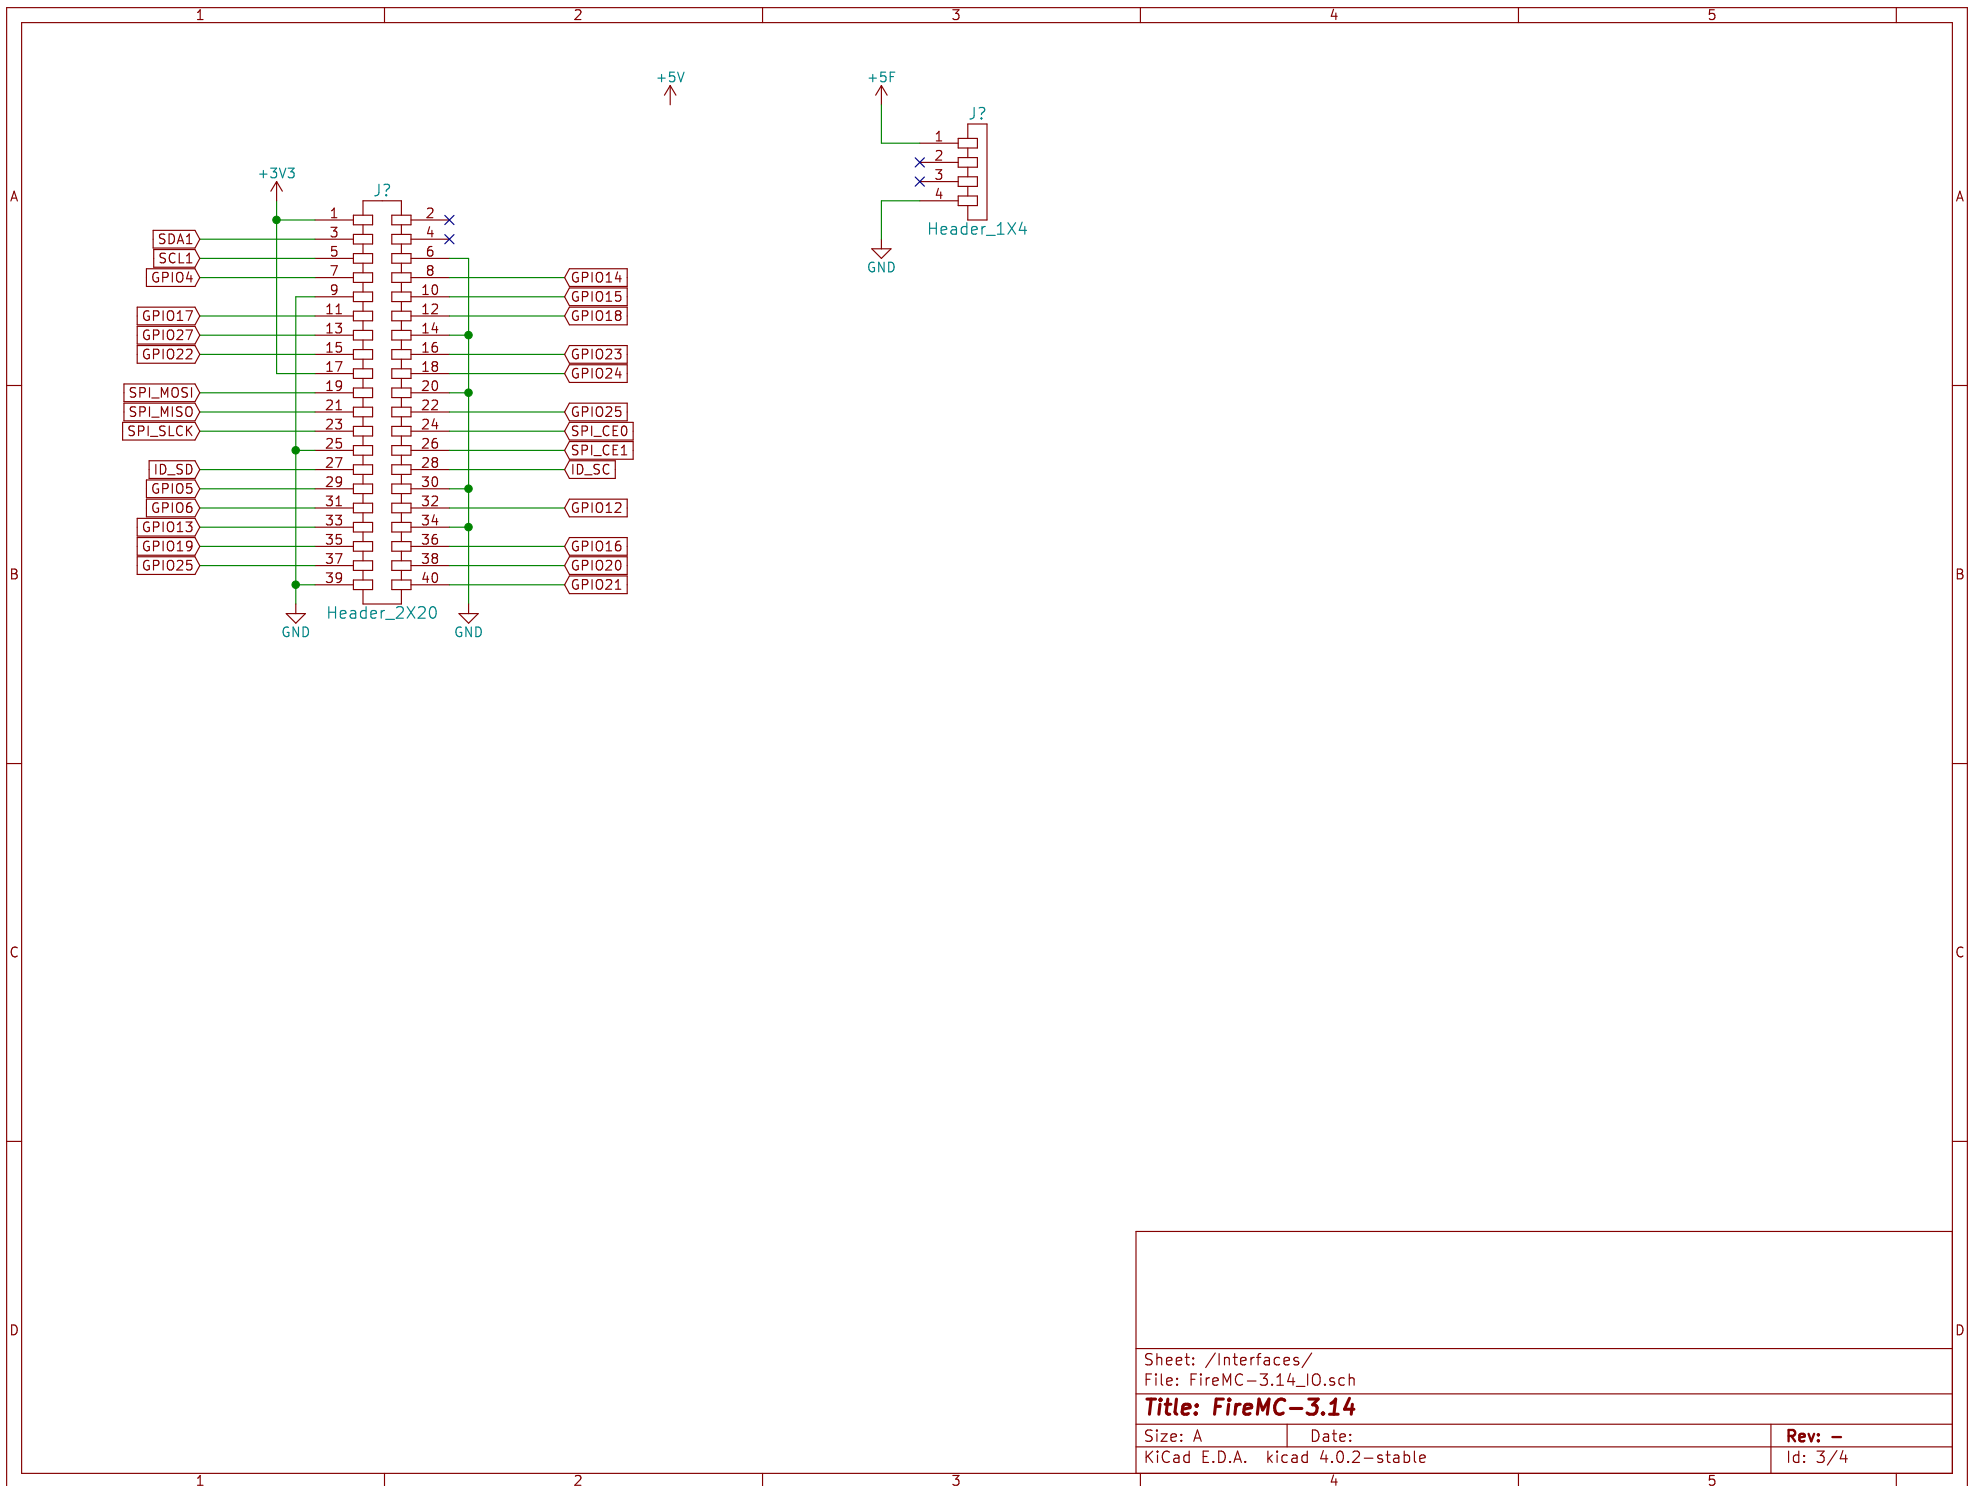 1 2 3 4 5
+5V +5F
J?
1
A A
2
+3V3
3
J?
4
1 2
Header_1X4
SDA1 3 4
SCL1 5 6
GND
GPIO4 7 8 GPIO14
9 10 GPIO15
GPIO17 11 12 GPIO18
GPIO27 13 14
GPIO22 15 16 GPIO23
17 18 GPIO24
SPI_MOSI 19 20
SPI_MISO 21 22 GPIO25
SPI_SLCK 23 24 SPI_CE0
25 26 SPI_CE1
ID_SD 27 28 ID_SC
GPIO5 29 30
GPIO6 31 32 GPIO12
GPIO13 33 34
GPIO19 35 36 GPIO16
GPIO25 37 38 GPIO20
B B
39 40 GPIO21
Header_2X20
GND GND
C C
D D
Sheet: /Interfaces/
File: FireMC-3.14_IO.sch
Title: FireMC-3.14
Size: A Date: Rev: -
KiCad E.D.A. kicad 4.0.2-stable Id: 3/4
1 2 3 4 5